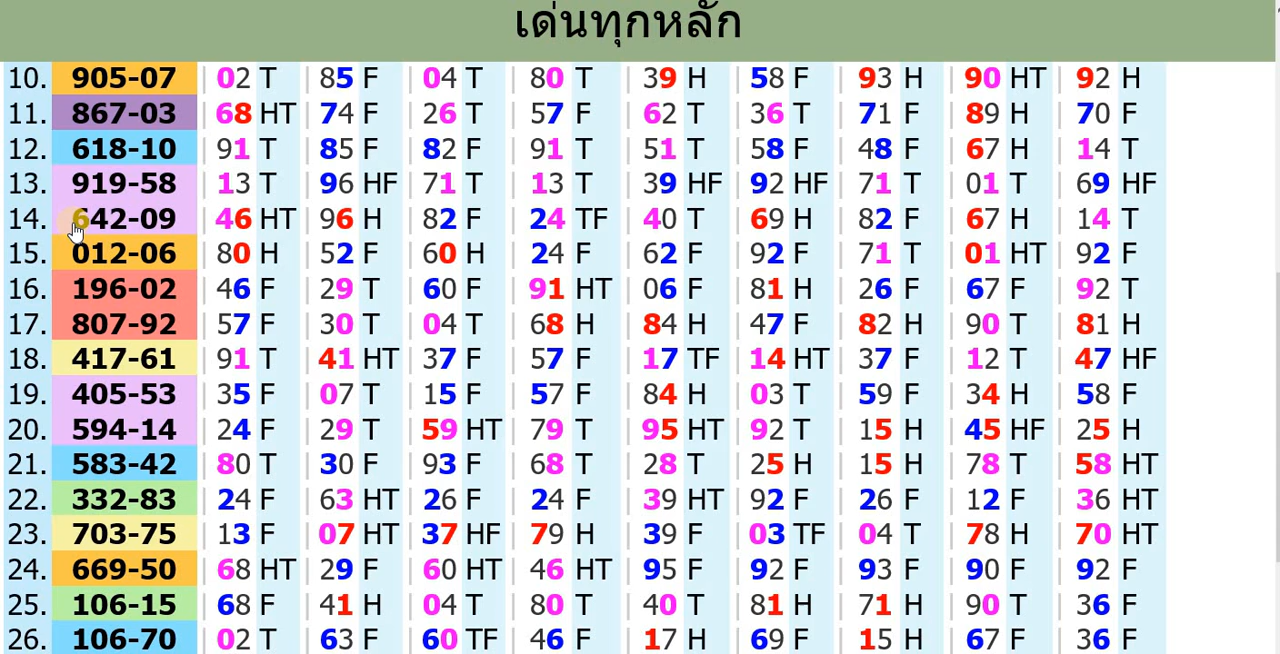 เด่นทุกหลัก
10. 905-07 | 02 T | 85 F | 04 T | 80 T | 39 H | 58 F | 93 H | 90 HT | 92 H
11. 867-03 | 68 HT | 74 F | 26 T | 57 F | 62 T | 36 T | 71 F | 89 H | 70 F
12. 618-10 | 91 T | 85 F | 82 F | 91 T | 51 T | 58 F | 48 F | 67 H | 14 T
13. 919-58 | 13 T | 96 HF | 71 T | 13 T | 39 HF | 92 HF | 71 T | 01 T | 69 HF
14. 642-09 | 46 HT | 96 H | 82 F | 24 TF | 40 T | 69 H | 82 F | 67 H | 14 T
15. 012-06 | 80 H | 52 F | 60 H | 24 F | 62 F | 92 F | 71 T | 01 HT | 92 F
16. 196-02 | 46 F | 29 T | 60 F | 91 HT | 06 F | 81 H | 26 F | 67 F | 92 T
17. 807-92 | 57 F | 30 T | 04 T | 68 H | 84 H | 47 F | 82 H | 90 T | 81 H
18. 417-61 | 91 T | 41 HT | 37 F | 57 F | 17 TF | 14 HT | 37 F | 12 T | 47 HF
19. 405-53 | 35 F | 07 T | 15 F | 57 F | 84 H | 03 T | 59 F | 34 H | 58 F
20. 594-14 | 24 F | 29 T | 59 HT | 79 T | 95 HT | 92 T | 15 H | 45 HF | 25 H
21. 583-42 | 80 T | 30 F | 93 F | 68 T | 28 T | 25 H | 15 H | 78 T | 58 HT
22. 332-83 | 24 F | 63 HT | 26 F | 24 F | 39 HT | 92 F | 26 F | 12 F | 36 HT
23. 703-75 | 13 F | 07 HT | 37 HF | 79 H | 39 F | 03 TF | 04 T | 78 H | 70 HT
24. 669-50 | 68 HT | 29 F | 60 HT | 46 HT | 95 F | 92 F | 93 F | 90 F | 92 F
25. 106-15 | 68 F | 41 H | 04 T | 80 T | 40 T | 81 H | 71 H | 90 T | 36 F
26. 106-70 | 02 T | 63 F | 60 TF | 46 F | 17 H | 69 F | 15 H | 67 F | 36 F